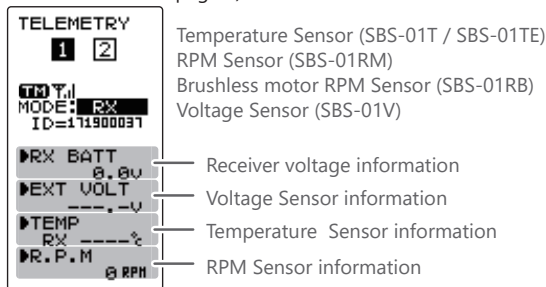 TELEMETRY
1 2
TM
MODE: RX
ID=171900037
▶RX BATT
0.0V
▶EXT VOLT
---.-V
▶TEMP
RX ----℃
▶R.P.M
0 RPM
Temperature Sensor (SBS-01T / SBS-01TE)
RPM Sensor (SBS-01RM)
Brushless motor RPM Sensor (SBS-01RB)
Voltage Sensor (SBS-01V)
Receiver voltage information
Voltage Sensor information
Temperature Sensor information
RPM Sensor information